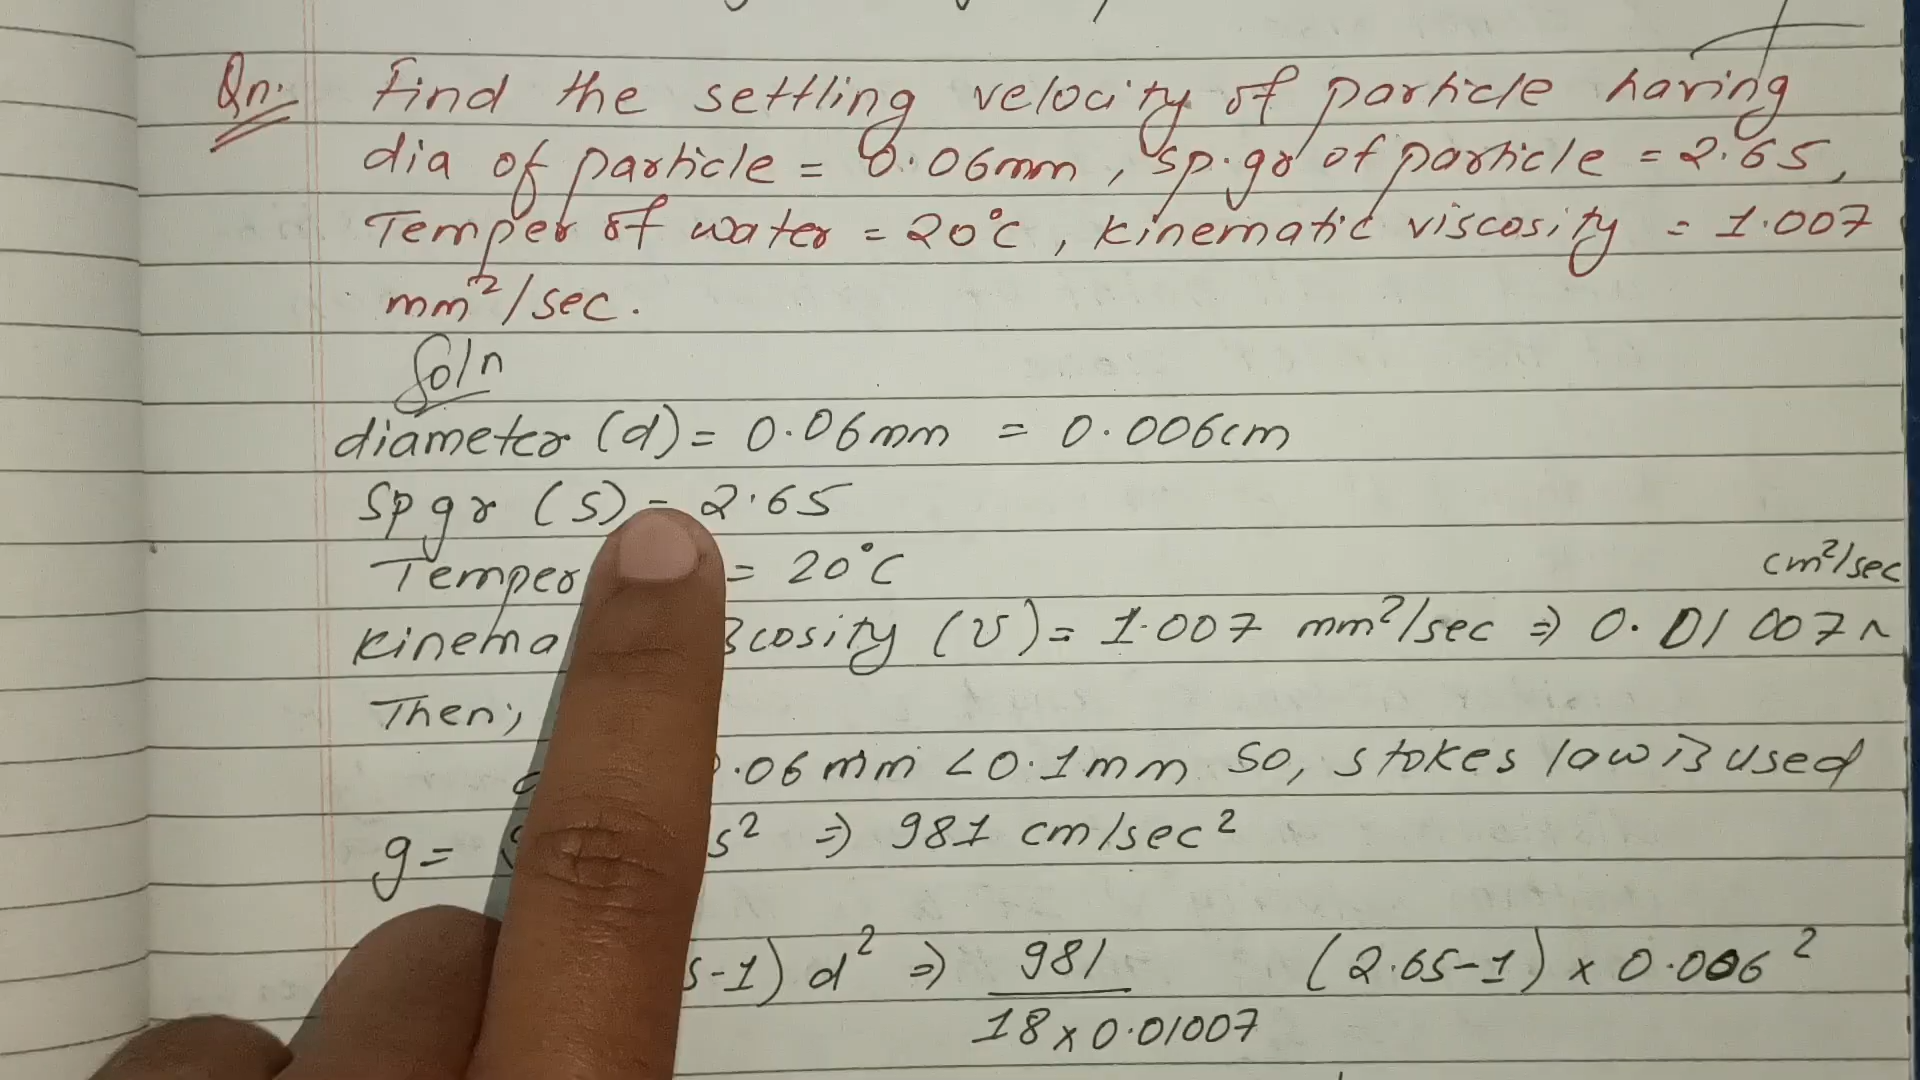 Qn. Find the settling velocity of particle having
dia of particle = 0.06mm, sp.gr of particle = 2.65,
Temper of water = 20°C, kinematic viscosity = 1.007
mm²/sec.
Soln
diameter (d) = 0.06mm = 0.006cm
Sp gr (S) = 2.65
Temper = 20°C
cm²/sec
kinema cosity (υ) = 1.007 mm²/sec ⇒ 0.01007
Then,
.06mm < 0.1mm so, stokes law is used
g = s² ⇒ 981 cm/sec²
s-1) d² ⇒ 981 (2.65-1) x 0.006²
18 x 0.01007